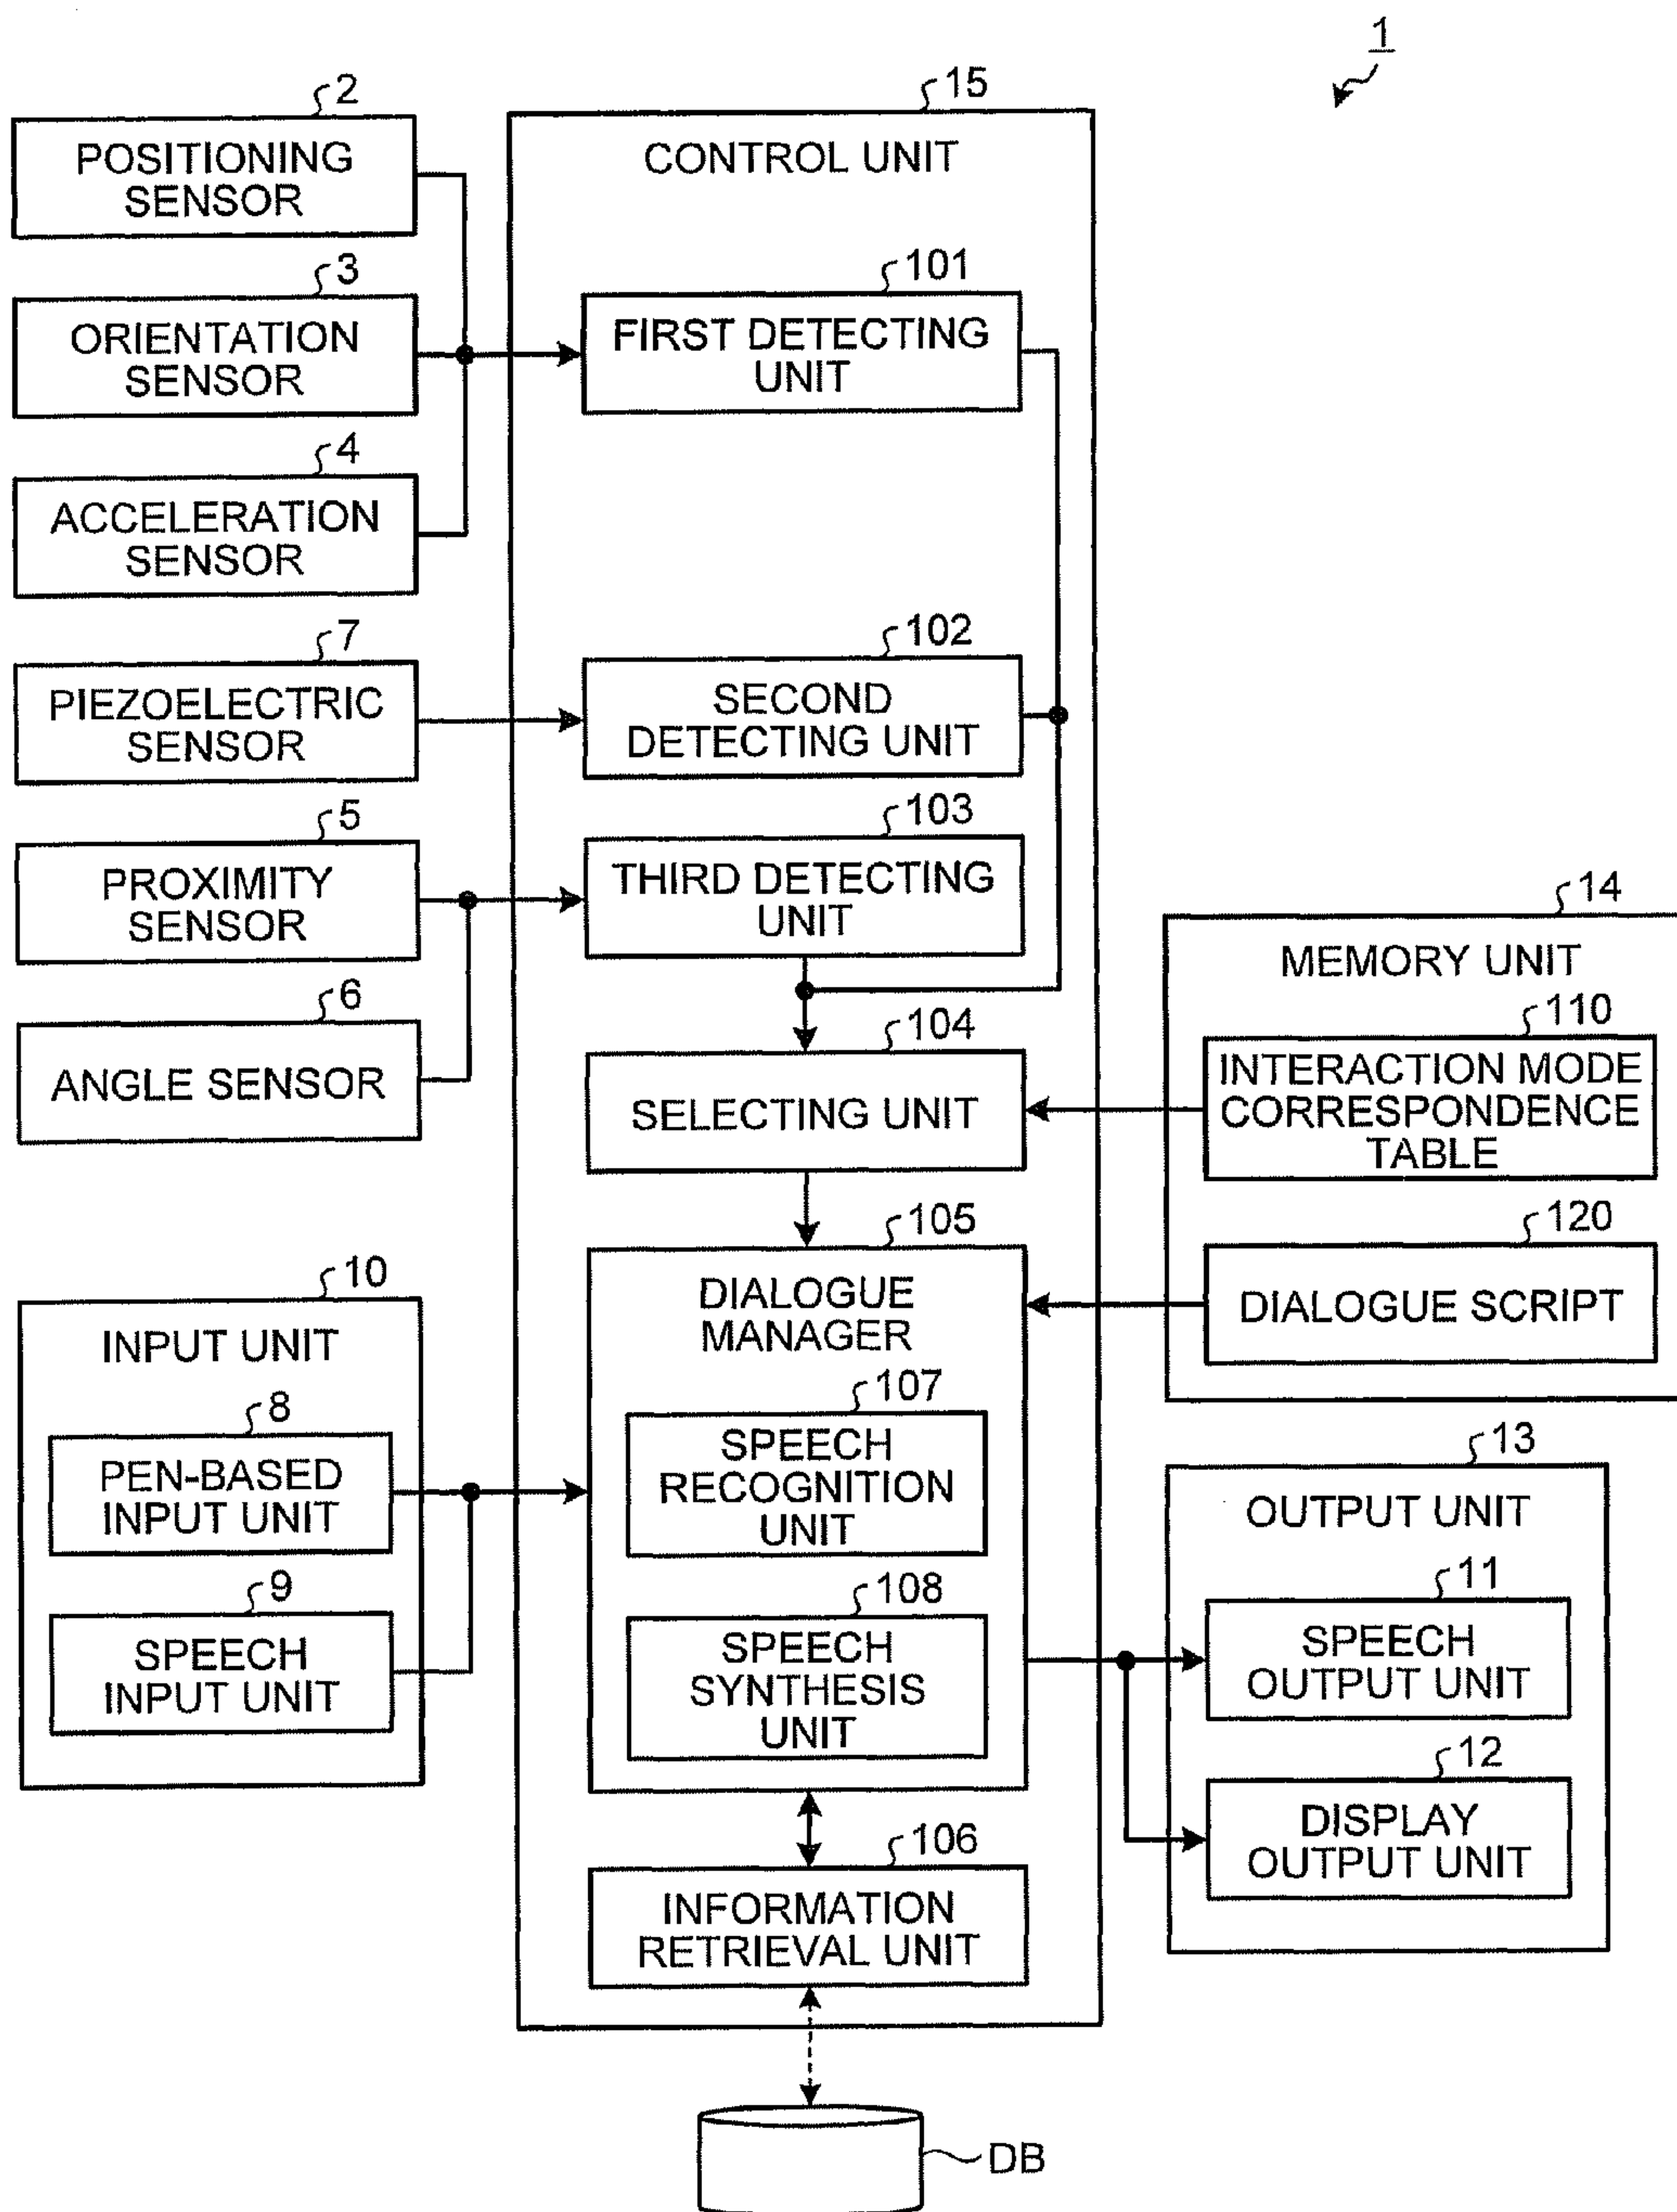 1
2
POSITIONING
SENSOR
3
ORIENTATION
SENSOR
4
ACCELERATION
SENSOR
7
PIEZOELECTRIC
SENSOR
5
PROXIMITY
SENSOR
6
ANGLE SENSOR
10
INPUT UNIT
8
PEN-BASED
INPUT UNIT
9
SPEECH
INPUT UNIT
15
CONTROL UNIT
101
FIRST DETECTING
UNIT
102
SECOND
DETECTING UNIT
103
THIRD DETECTING
UNIT
104
SELECTING UNIT
105
DIALOGUE
MANAGER
107
SPEECH
RECOGNITION
UNIT
108
SPEECH
SYNTHESIS
UNIT
106
INFORMATION
RETRIEVAL UNIT
DB
14
MEMORY UNIT
110
INTERACTION MODE
CORRESPONDENCE
TABLE
120
DIALOGUE SCRIPT
13
OUTPUT UNIT
11
SPEECH
OUTPUT UNIT
12
DISPLAY
OUTPUT UNIT